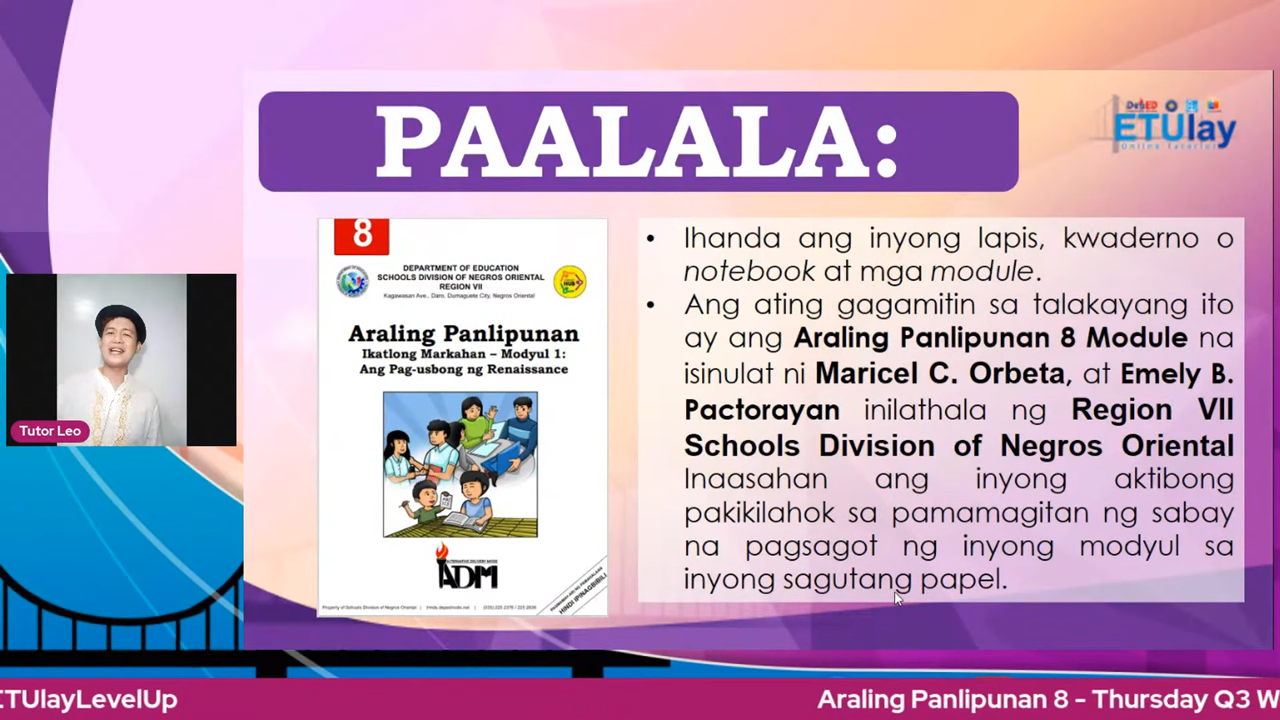 PAALALA:
DepED
ETUlay
Online Tutorial
8
DEPARTMENT OF EDUCATION
SCHOOLS DIVISION OF NEGROS ORIENTAL
REGION VII
Kagawasan Ave., Daro, Dumaguete City, Negros Oriental
Araling Panlipunan
Ikatlong Markahan – Modyul 1:
Ang Pag-usbong ng Renaissance
ALTERNATIVE DELIVERY MODE
ADM
HINDI IPINAGBIBILI
• Ihanda ang inyong lapis, kwaderno o
notebook at mga module.
• Ang ating gagamitin sa talakayang ito
ay ang Araling Panlipunan 8 Module na
isinulat ni Maricel C. Orbeta, at Emely B.
Pactorayan inilathala ng Region VII
Schools Division of Negros Oriental
Inaasahan ang inyong aktibong
pakikilahok sa pamamagitan ng sabay
na pagsagot ng inyong modyul sa
inyong sagutang papel.
Tutor Leo
ETUlayLevelUp
Araling Panlipunan 8 - Thursday Q3 W